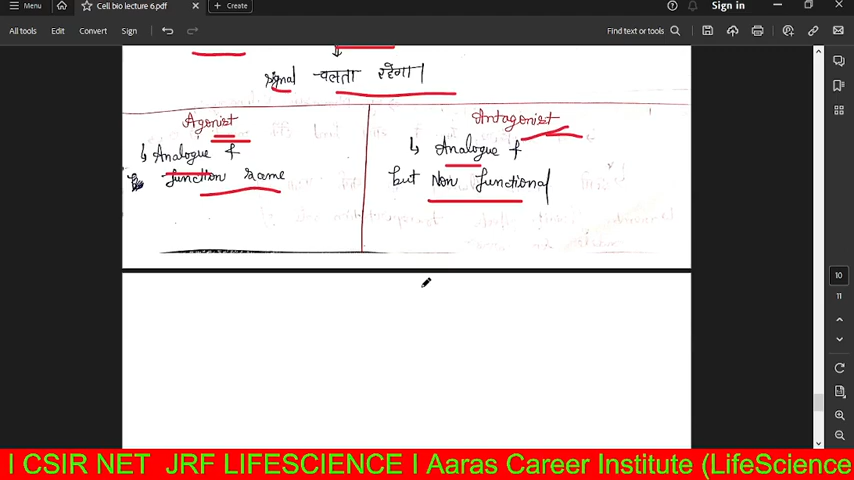 Menu
Cell bio lecture 6.pdf
Create
Sign in
All tools
Edit
Convert
Sign
Find text or tools
Signal चलता रहेगा।
Agonist
Antagonist
↳ Analogue f
↳ Analogue f
function same
but Non functional
10
11
I CSIR NET JRF LIFESCIENCE I Aaras Career Institute (LifeScience